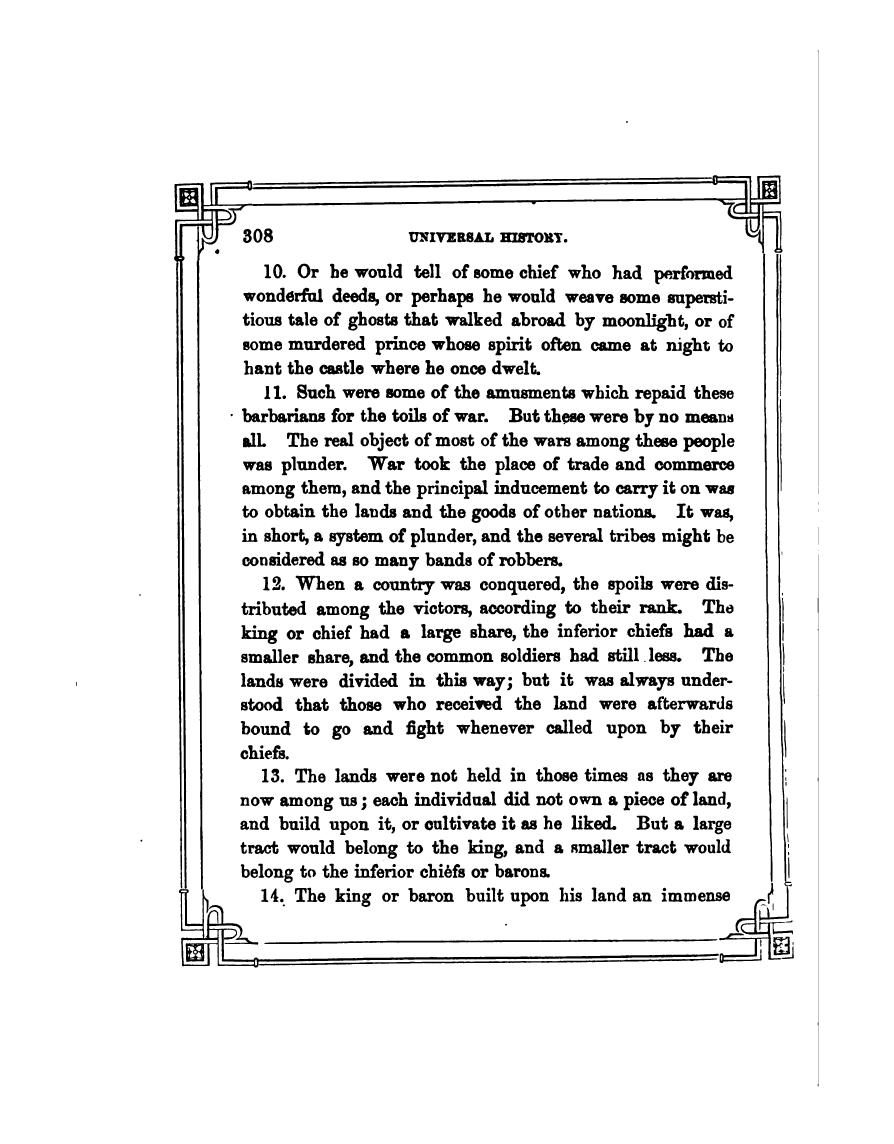 308 UNIVERSAL HISTORY.
10. Or he would tell of some chief who had performed
wonderful deeds, or perhaps he would weave some supersti-
tious tale of ghosts that walked abroad by moonlight, or of
some murdered prince whose spirit often came at night to
hant the castle where he once dwelt.
11. Such were some of the amusments which repaid these
barbarians for the toils of war. But these were by no means
all. The real object of most of the wars among these people
was plunder. War took the place of trade and commerce
among them, and the principal inducement to carry it on was
to obtain the lands and the goods of other nations. It was,
in short, a system of plunder, and the several tribes might be
considered as so many bands of robbers.
12. When a country was conquered, the spoils were dis-
tributed among the victors, according to their rank. The
king or chief had a large share, the inferior chiefs had a
smaller share, and the common soldiers had still less. The
lands were divided in this way; but it was always under-
stood that those who received the land were afterwards
bound to go and fight whenever called upon by their
chiefs.
13. The lands were not held in those times as they are
now among us; each individual did not own a piece of land,
and build upon it, or cultivate it as he liked. But a large
tract would belong to the king, and a smaller tract would
belong to the inferior chiefs or barons.
14. The king or baron built upon his land an immense